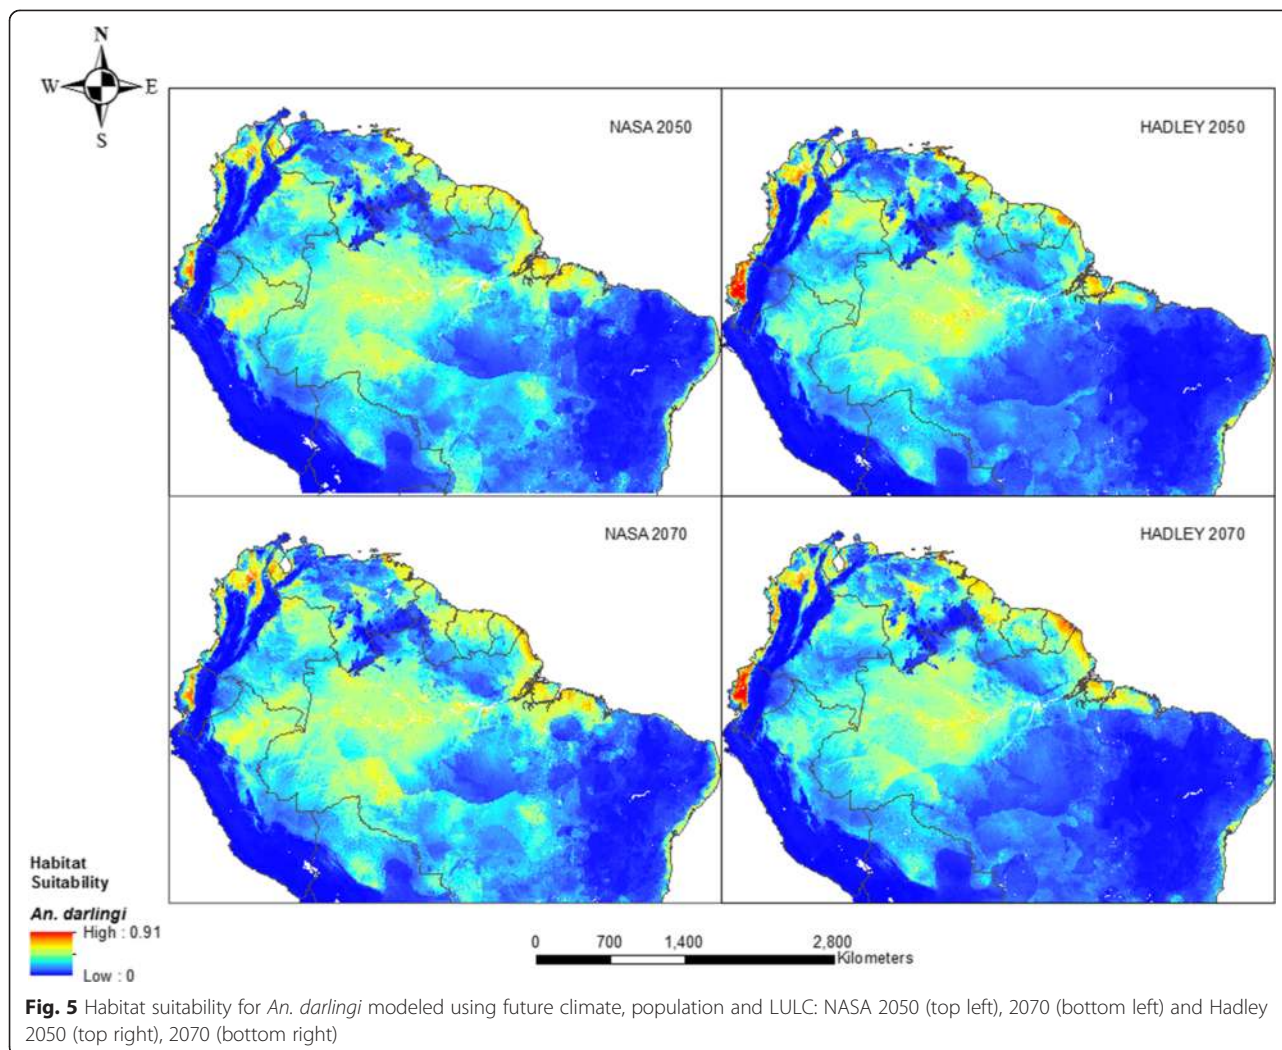 N
W E
S
NASA 2050
HADLEY 2050
NASA 2070
HADLEY 2070
Habitat
Suitability
An. darlingi
High : 0.91
Low : 0
0 700 1,400 2,800
Kilometers
Fig. 5 Habitat suitability for An. darlingi modeled using future climate, population and LULC: NASA 2050 (top left), 2070 (bottom left) and Hadley
2050 (top right), 2070 (bottom right)